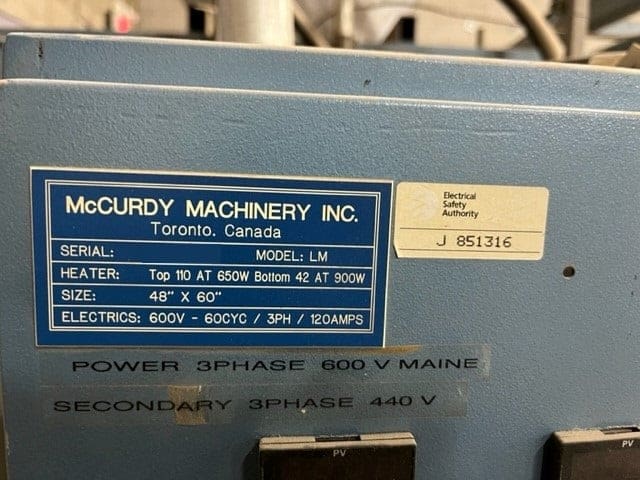 McCURDY MACHINERY INC.
Toronto, Canada
SERIAL: MODEL: LM
HEATER: Top 110 AT 650W Bottom 42 AT 900W
SIZE: 48" X 60"
ELECTRICS: 600V - 60CYC / 3PH / 120AMPS
Electrical
Safety
Authority
J 851316
POWER 3PHASE 600 V MAINE
SECONDARY 3PHASE 440 V
PV
PV